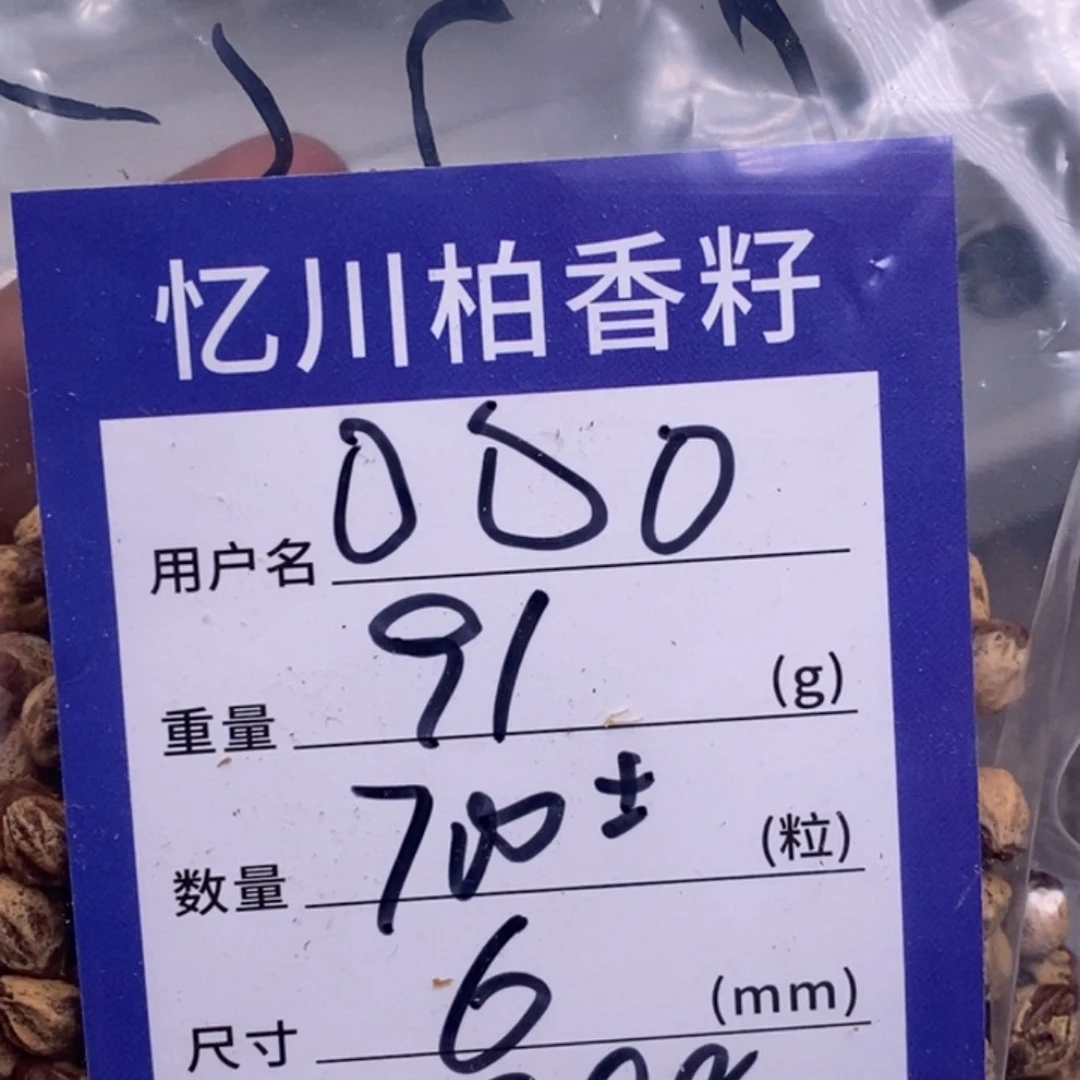 忆川柏香籽
用户名 000
重量 91 (g)
数量 700± (粒)
尺寸 6 (mm)